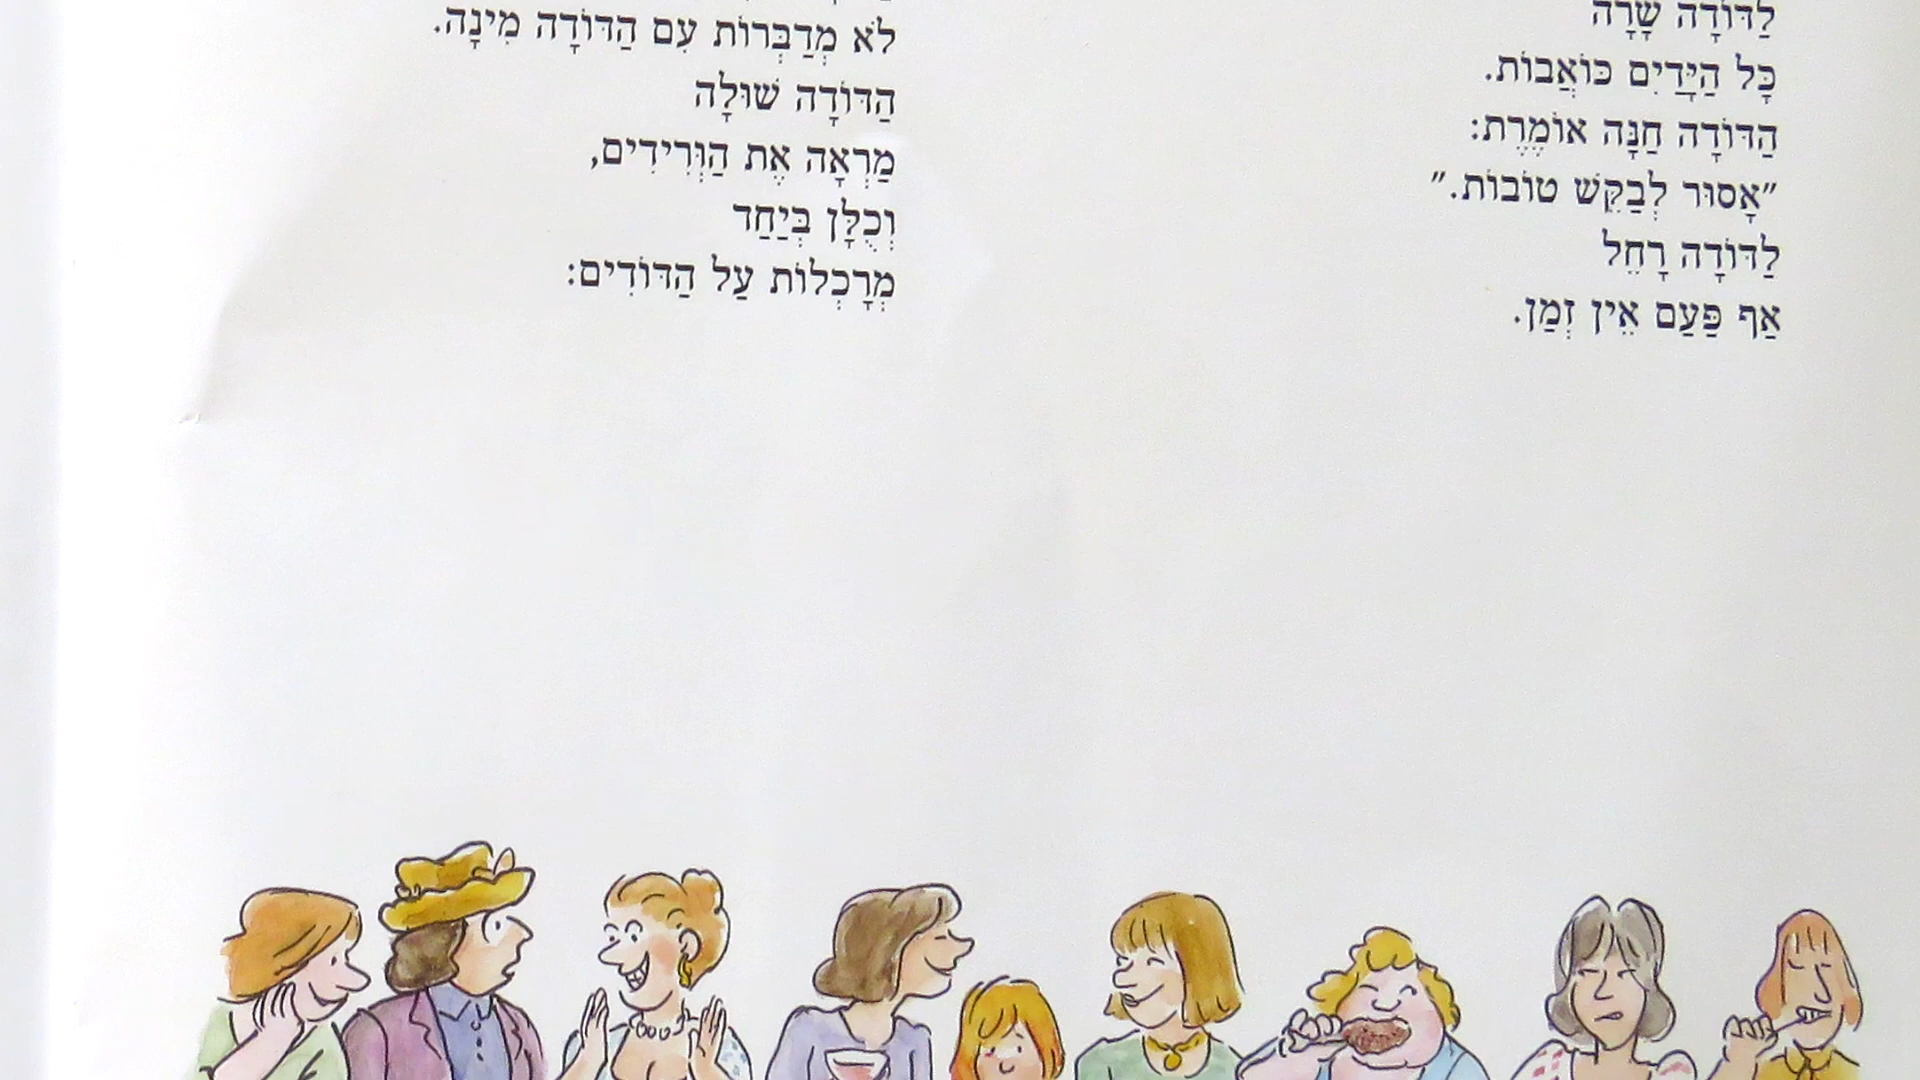 לַדּוֹדָה שָׂרָה
כָּל הַיָּדַיִם כּוֹאֲבוֹת.
הַדּוֹדָה חַנָּה אוֹמֶרֶת:
"אָסוּר לְבַקֵּשׁ טוֹבוֹת."
לַדּוֹדָה רָחֵל
אַף פַּעַם אֵין זְמַן.
לֹא מְדַבְּרוֹת עִם הַדּוֹדָה מִינָה.
הַדּוֹדָה שׁוּלָה
מַרְאָה אֶת הַוְּרִידִים,
וְכֻלָּן בְּיַחַד
מְרַכְלוֹת עַל הַדּוֹדִים: